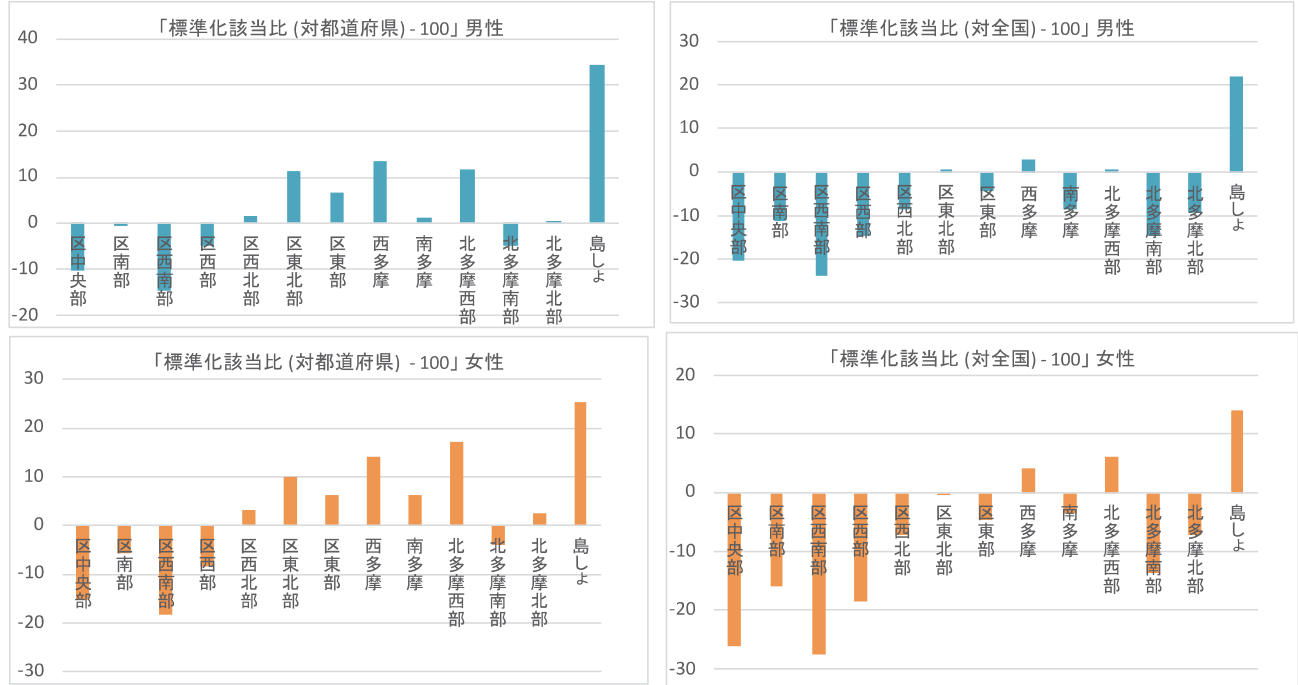 「標準化該当比 (対都道府県) - 100」 男性
40
30
20
10
0
-10
-20
区中央部
区南部
区西南部
区西部
区西北部
区東北部
区東部
西多摩
南多摩
北多摩西部
北多摩南部
北多摩北部
島しょ
「標準化該当比 (対全国) - 100」 男性
30
20
10
0
-10
-20
-30
区中央部
区南部
区西南部
区西部
区西北部
区東北部
区東部
西多摩
南多摩
北多摩西部
北多摩南部
北多摩北部
島しょ
「標準化該当比 (対都道府県) - 100」 女性
30
20
10
0
-10
-20
-30
区中央部
区南部
区西南部
区西部
区西北部
区東北部
区東部
西多摩
南多摩
北多摩西部
北多摩南部
北多摩北部
島しょ
「標準化該当比 (対全国) - 100」 女性
20
10
0
-10
-20
-30
区中央部
区南部
区西南部
区西部
区西北部
区東北部
区東部
西多摩
南多摩
北多摩西部
北多摩南部
北多摩北部
島しょ